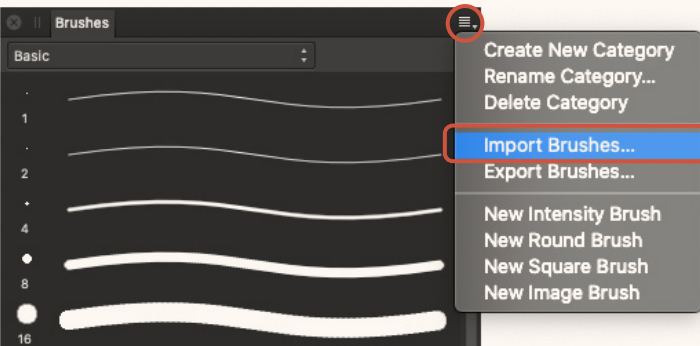 Brushes
Basic
1
2
4
8
16
Create New Category
Rename Category...
Delete Category
Import Brushes...
Export Brushes...
New Intensity Brush
New Round Brush
New Square Brush
New Image Brush